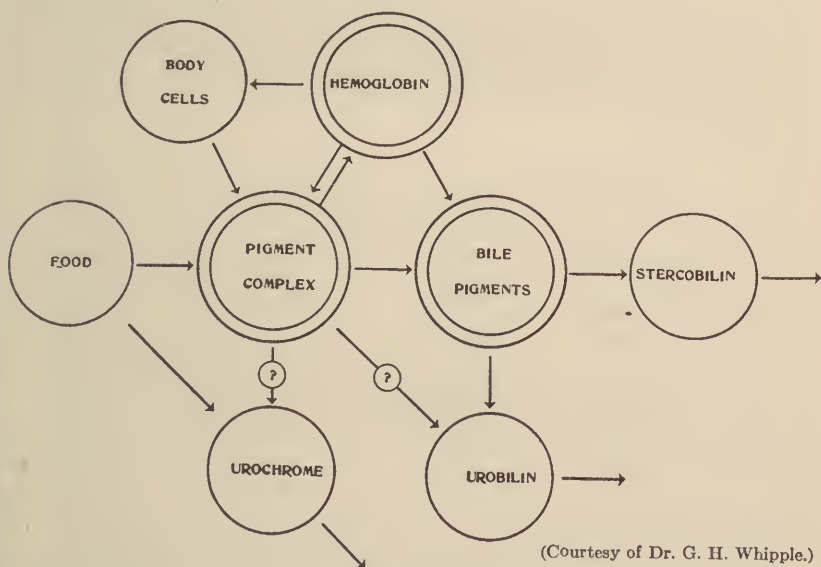 BODY
CELLS
HEMOGLOBIN
FOOD
PIGMENT
COMPLEX
BILE
PIGMENTS
STERCOBILIN
?
?
UROCHROME
UROBILIN
(Courtesy of Dr. G. H. Whipple.)